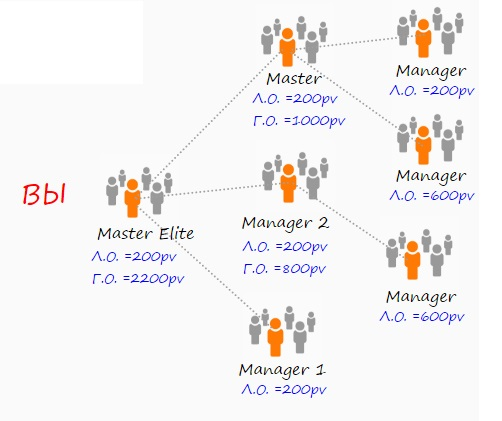 ВЫ
Master Elite
Л.О. =200pv
Г.О. =2200pv
Master
Л.О. =200pv
Г.О. =1000pv
Manager
Л.О. =200pv
Manager
Л.О. =600pv
Manager 2
Л.О. =200pv
Г.О. =800pv
Manager
Л.О. =600pv
Manager 1
Л.О. =200pv